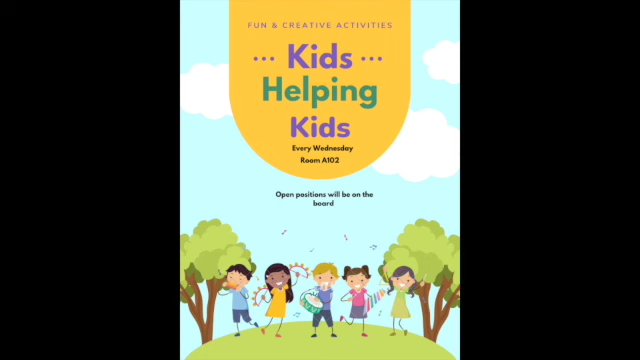 FUN & CREATIVE ACTIVITIES
··· Kids ···
Helping
Kids
Every Wednesday
Room A102
Open positions will be on the
board